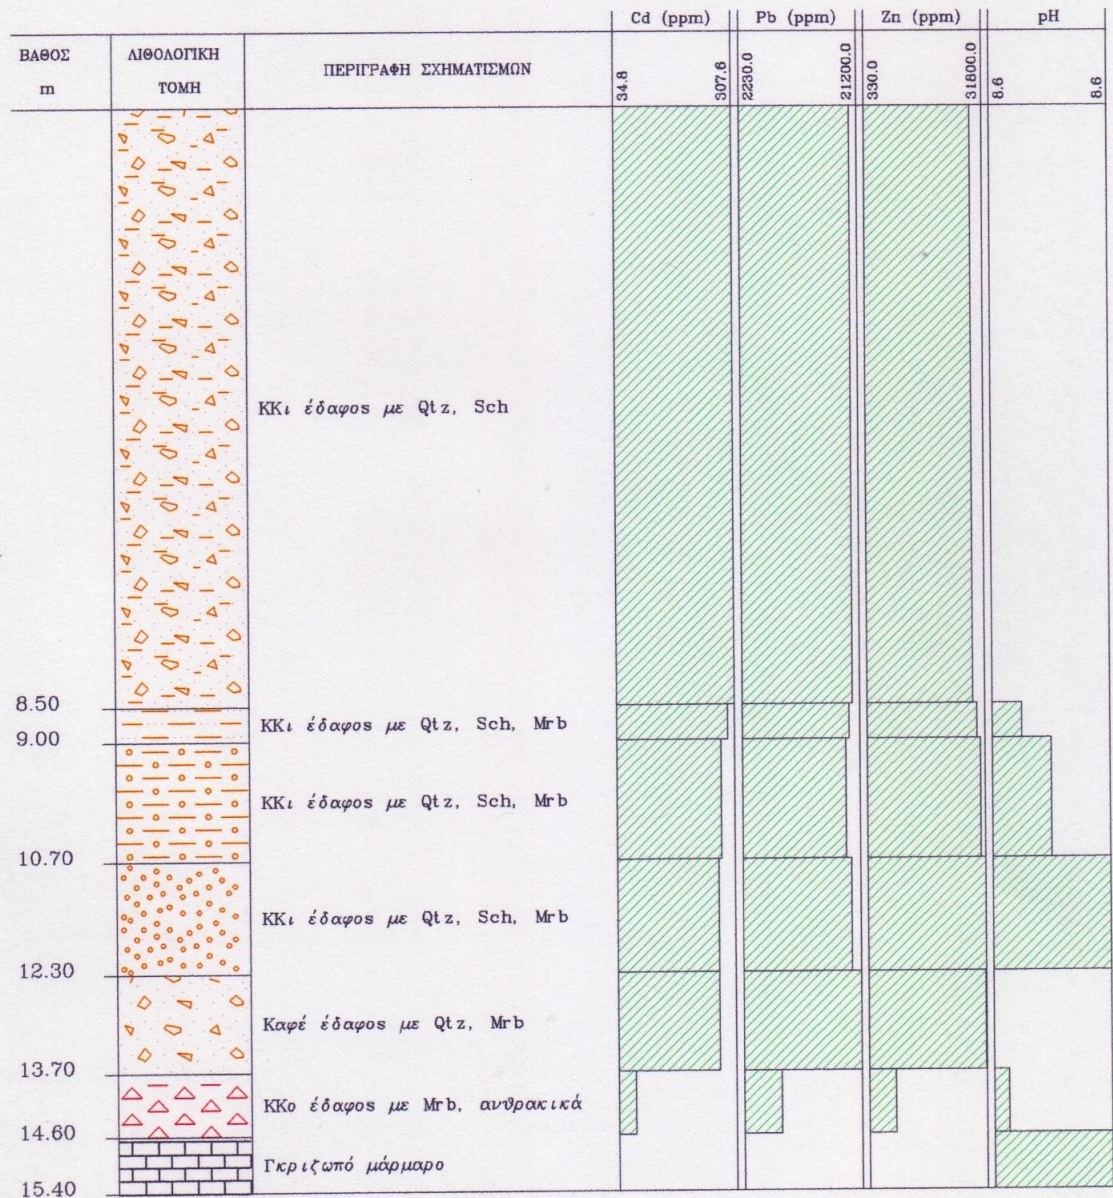 Cd (ppm) Pb (ppm) Zn (ppm) pH
ΒΑΘΟΣ ΛΙΘΟΛΟΓΙΚΗ ΠΕΡΙΓΡΑΦΗ ΣΧΗΜΑΤΙΣΜΩΝ
m ΤΟΜΗ
34.8 307.6 2230.0 21200.0 330.0 31800.0 8.6 8.6
ΚΚι έδαφος με Qtz, Sch
8.50
ΚΚι έδαφος με Qtz, Sch, Mrb
9.00
ΚΚι έδαφος με Qtz, Sch, Mrb
10.70
ΚΚι έδαφος με Qtz, Sch, Mrb
12.30
Καφέ έδαφος με Qtz, Mrb
13.70
ΚΚο έδαφος με Mrb, ανθρακικά
14.60
Γκριζωπό μάρμαρο
15.40